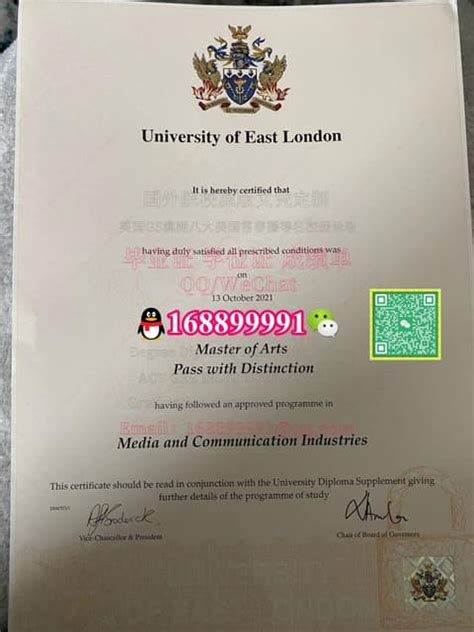 University of East London
It is hereby certified that
having duly satisfied all prescribed conditions was
毕业证 学位证 成绩单
on
QQ/WeChat
13 October 2021
168899991
Master of Arts
Pass with Distinction
having followed an approved programme in
Email: 168899991@qq.com
Media and Communication Industries
This certificate should be read in conjunction with the University Diploma Supplement giving
further details of the programme of study
Vice-Chancellor & President
Chair of Board of Governors